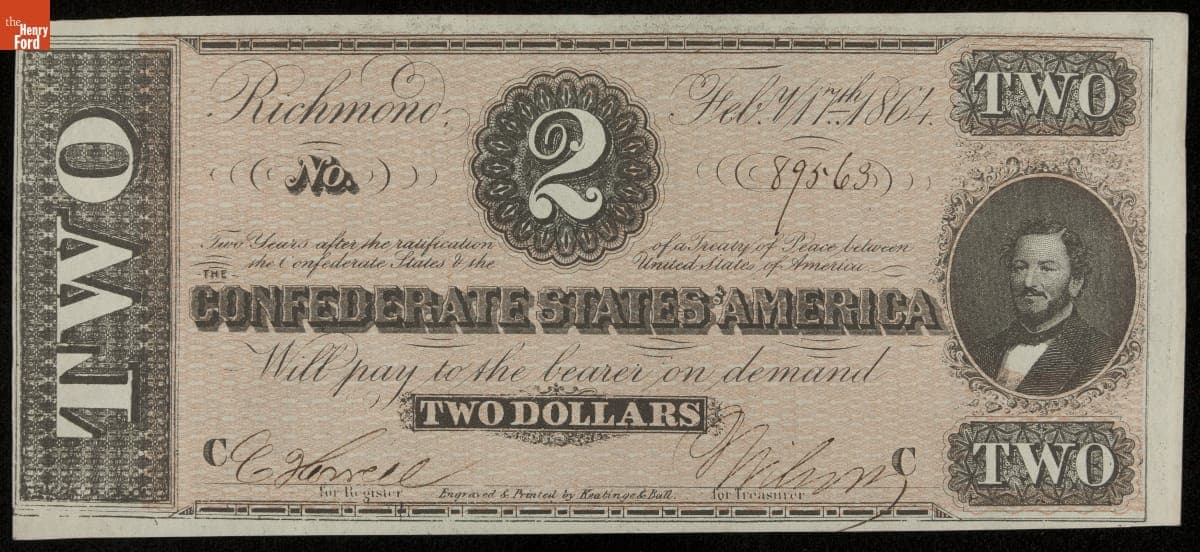 the
Henry
Ford
TWO
Richmond, Feby 17th 1864.
2
TWO
No. 89563
Two Years after the ratification of a Treaty of Peace between
the Confederate States & the United States of America
THE
CONFEDERATE STATES OF AMERICA
Will pay to the bearer on demand
TWO DOLLARS
C C
for Register Engraved & Printed by Keatinge & Ball. for Treasurer
TWO